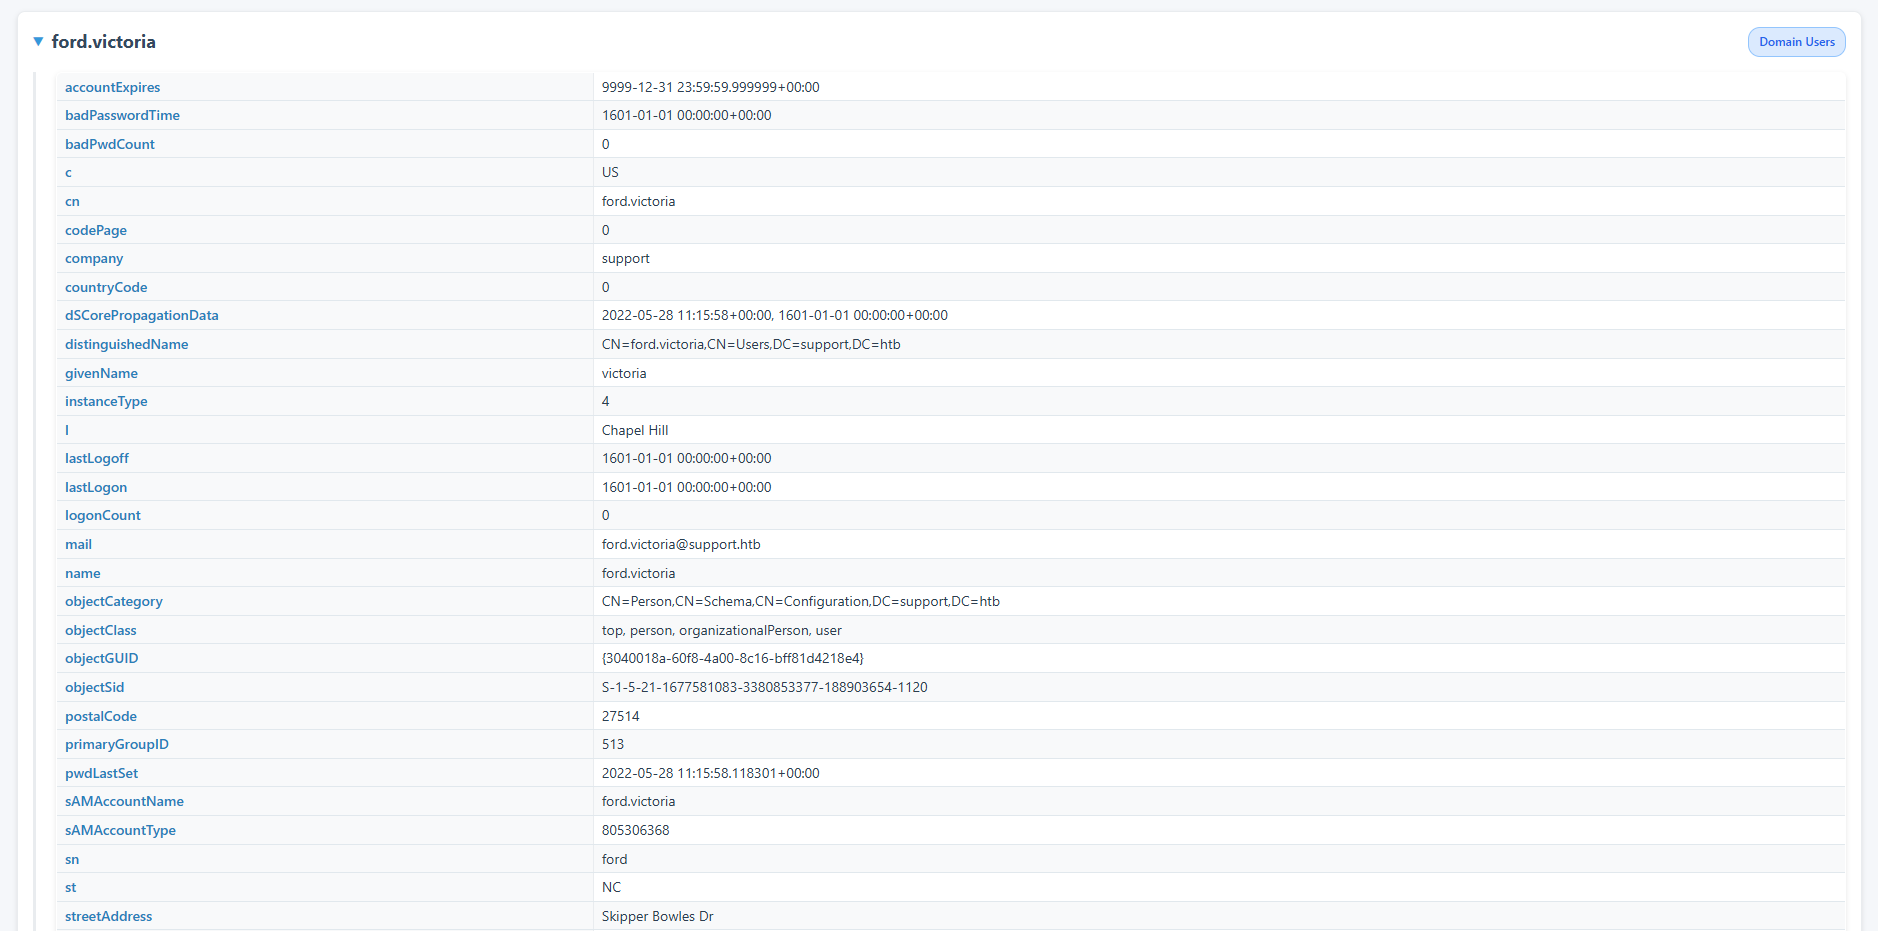 ford.victoria
Domain Users
accountExpires 9999-12-31 23:59:59.999999+00:00
badPasswordTime 1601-01-01 00:00:00+00:00
badPwdCount 0
c US
cn ford.victoria
codePage 0
company support
countryCode 0
dSCorePropagationData 2022-05-28 11:15:58+00:00, 1601-01-01 00:00:00+00:00
distinguishedName CN=ford.victoria,CN=Users,DC=support,DC=htb
givenName victoria
instanceType 4
l Chapel Hill
lastLogoff 1601-01-01 00:00:00+00:00
lastLogon 1601-01-01 00:00:00+00:00
logonCount 0
mail ford.victoria@support.htb
name ford.victoria
objectCategory CN=Person,CN=Schema,CN=Configuration,DC=support,DC=htb
objectClass top, person, organizationalPerson, user
objectGUID {3040018a-60f8-4a00-8c16-bff81d4218e4}
objectSid S-1-5-21-1677581083-3380853377-188903654-1120
postalCode 27514
primaryGroupID 513
pwdLastSet 2022-05-28 11:15:58.118301+00:00
sAMAccountName ford.victoria
sAMAccountType 805306368
sn ford
st NC
streetAddress Skipper Bowles Dr